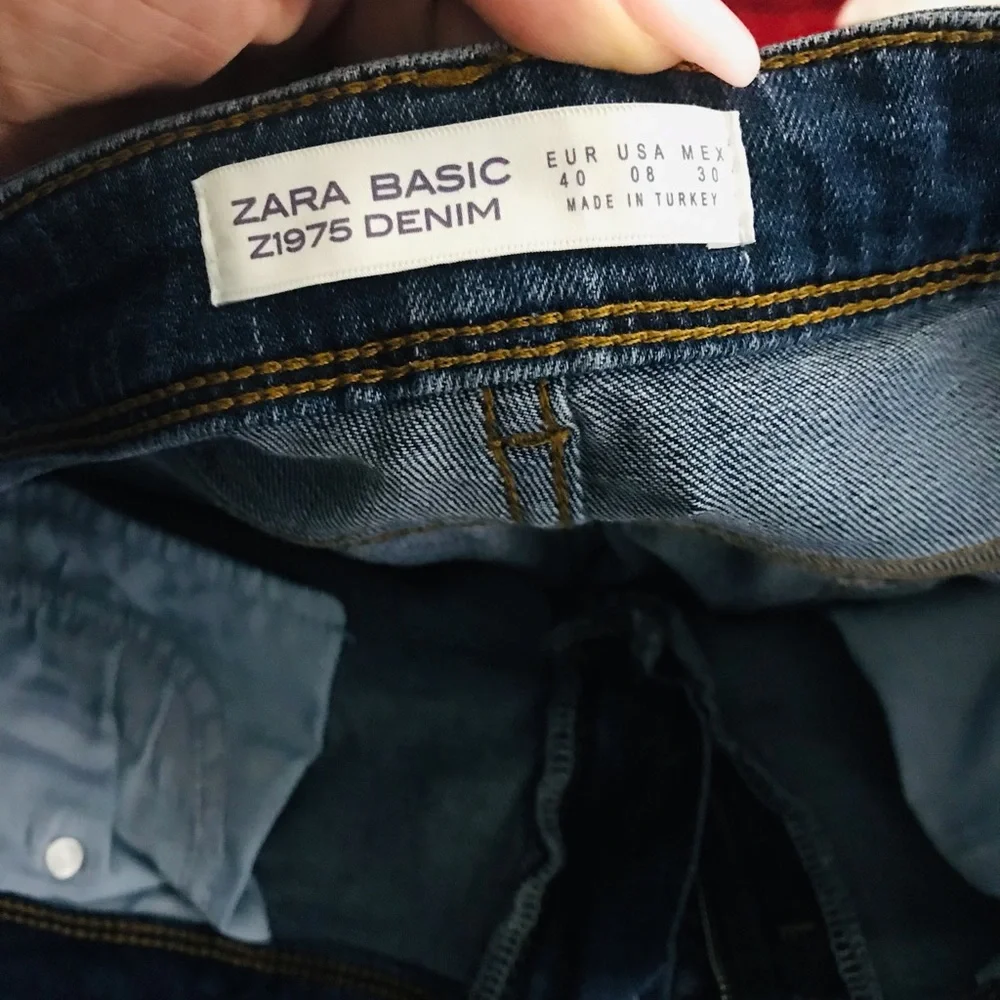 ZARA BASIC
Z1975 DENIM
EUR USA MEX
40 08 30
MADE IN TURKEY